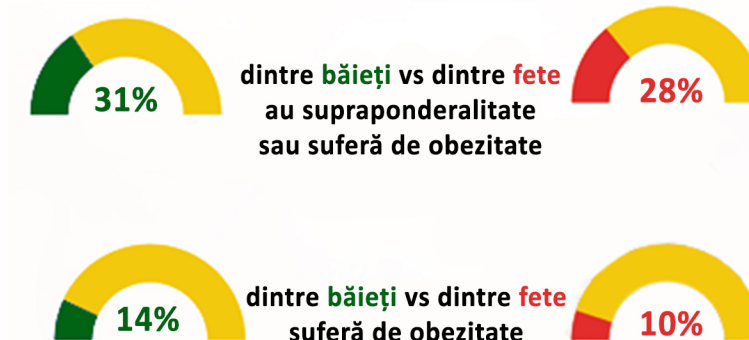 31%
dintre băieți vs dintre fete
au supraponderalitate
sau suferă de obezitate
28%
14%
dintre băieți vs dintre fete
suferă de obezitate
10%